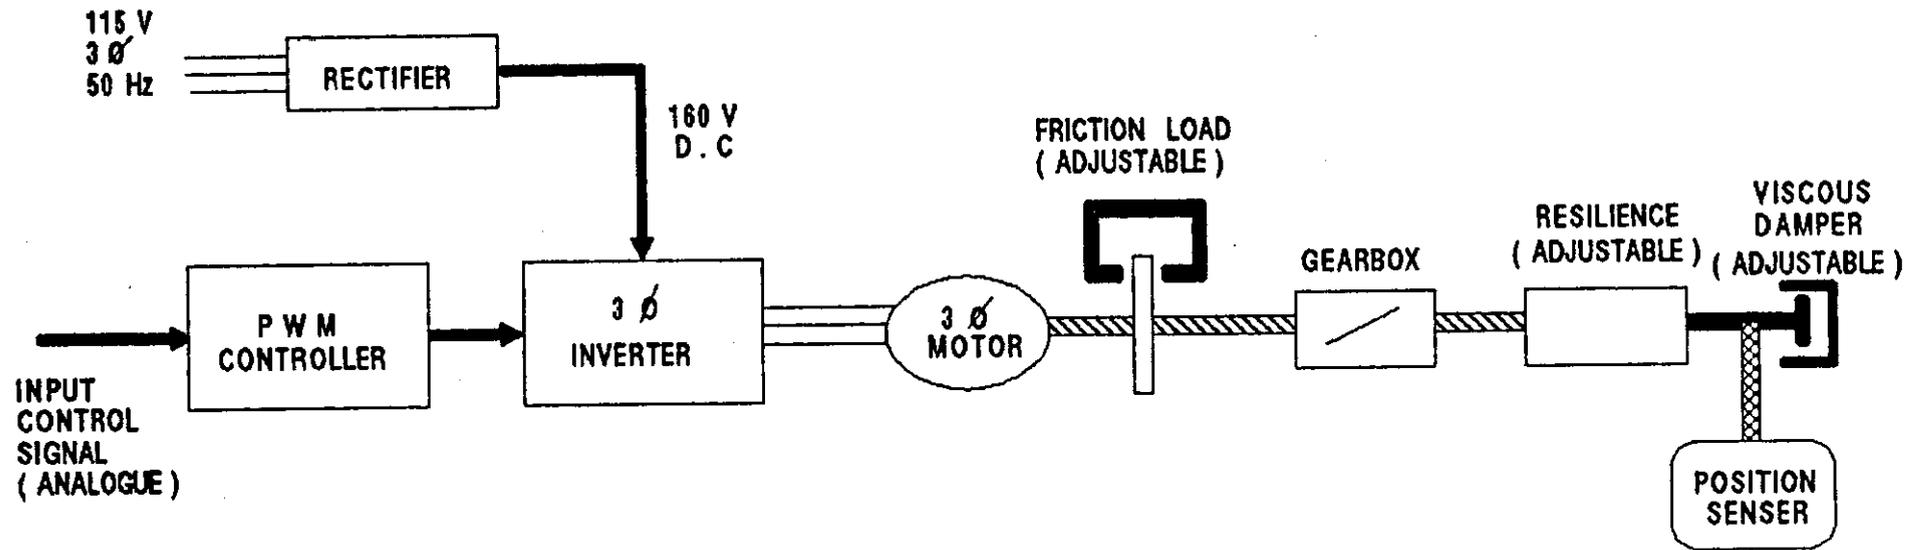 115 V
3 Ø
50 Hz
RECTIFIER
160 V
D.C
FRICTION LOAD
( ADJUSTABLE )
VISCOUS
DAMPER
( ADJUSTABLE )
RESILIENCE
( ADJUSTABLE )
GEARBOX
PWM
CONTROLLER
3 Ø
INVERTER
3 Ø
MOTOR
INPUT
CONTROL
SIGNAL
( ANALOGUE )
POSITION
SENSER